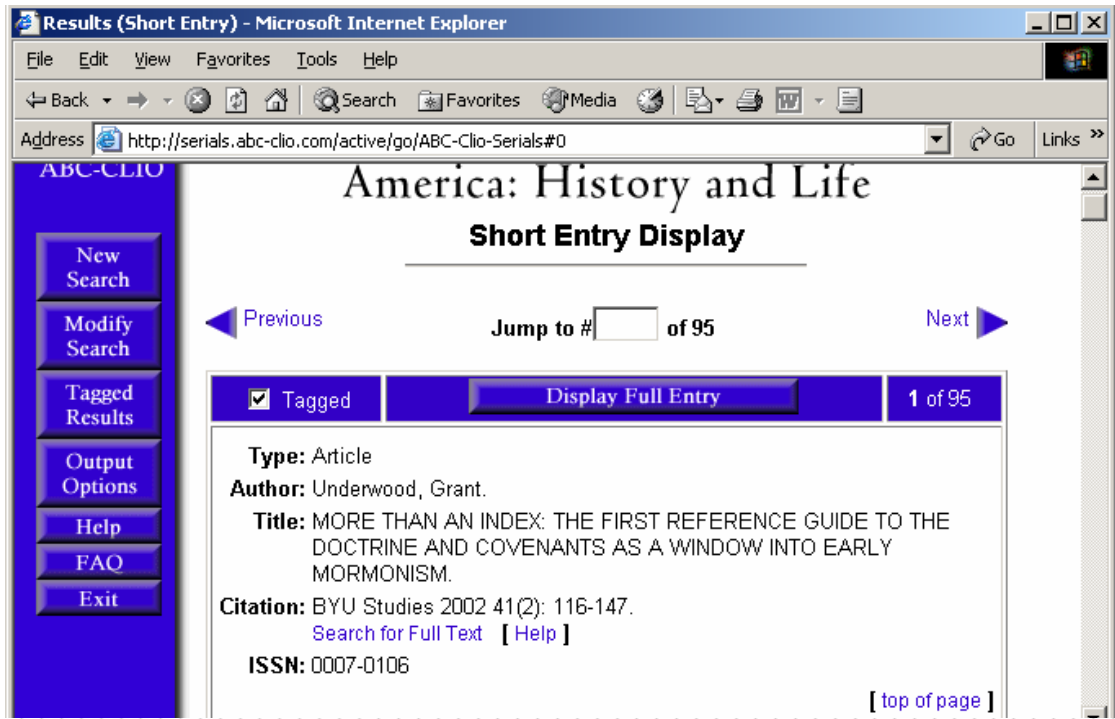 Results (Short Entry) - Microsoft Internet Explorer
File Edit View Favorites Tools Help
Back Search Favorites Media
Address http://serials.abc-clio.com/active/go/ABC-Clio-Serials#0 Go Links »
ABC-CLIO
New
Search
Modify
Search
Tagged
Results
Output
Options
Help
FAQ
Exit
America: History and Life
Short Entry Display
Previous Jump to # of 95 Next
Tagged Display Full Entry 1 of 95
Type: Article
Author: Underwood, Grant.
Title: MORE THAN AN INDEX: THE FIRST REFERENCE GUIDE TO THE
DOCTRINE AND COVENANTS AS A WINDOW INTO EARLY
MORMONISM.
Citation: BYU Studies 2002 41(2): 116-147.
Search for Full Text [ Help ]
ISSN: 0007-0106
[ top of page ]